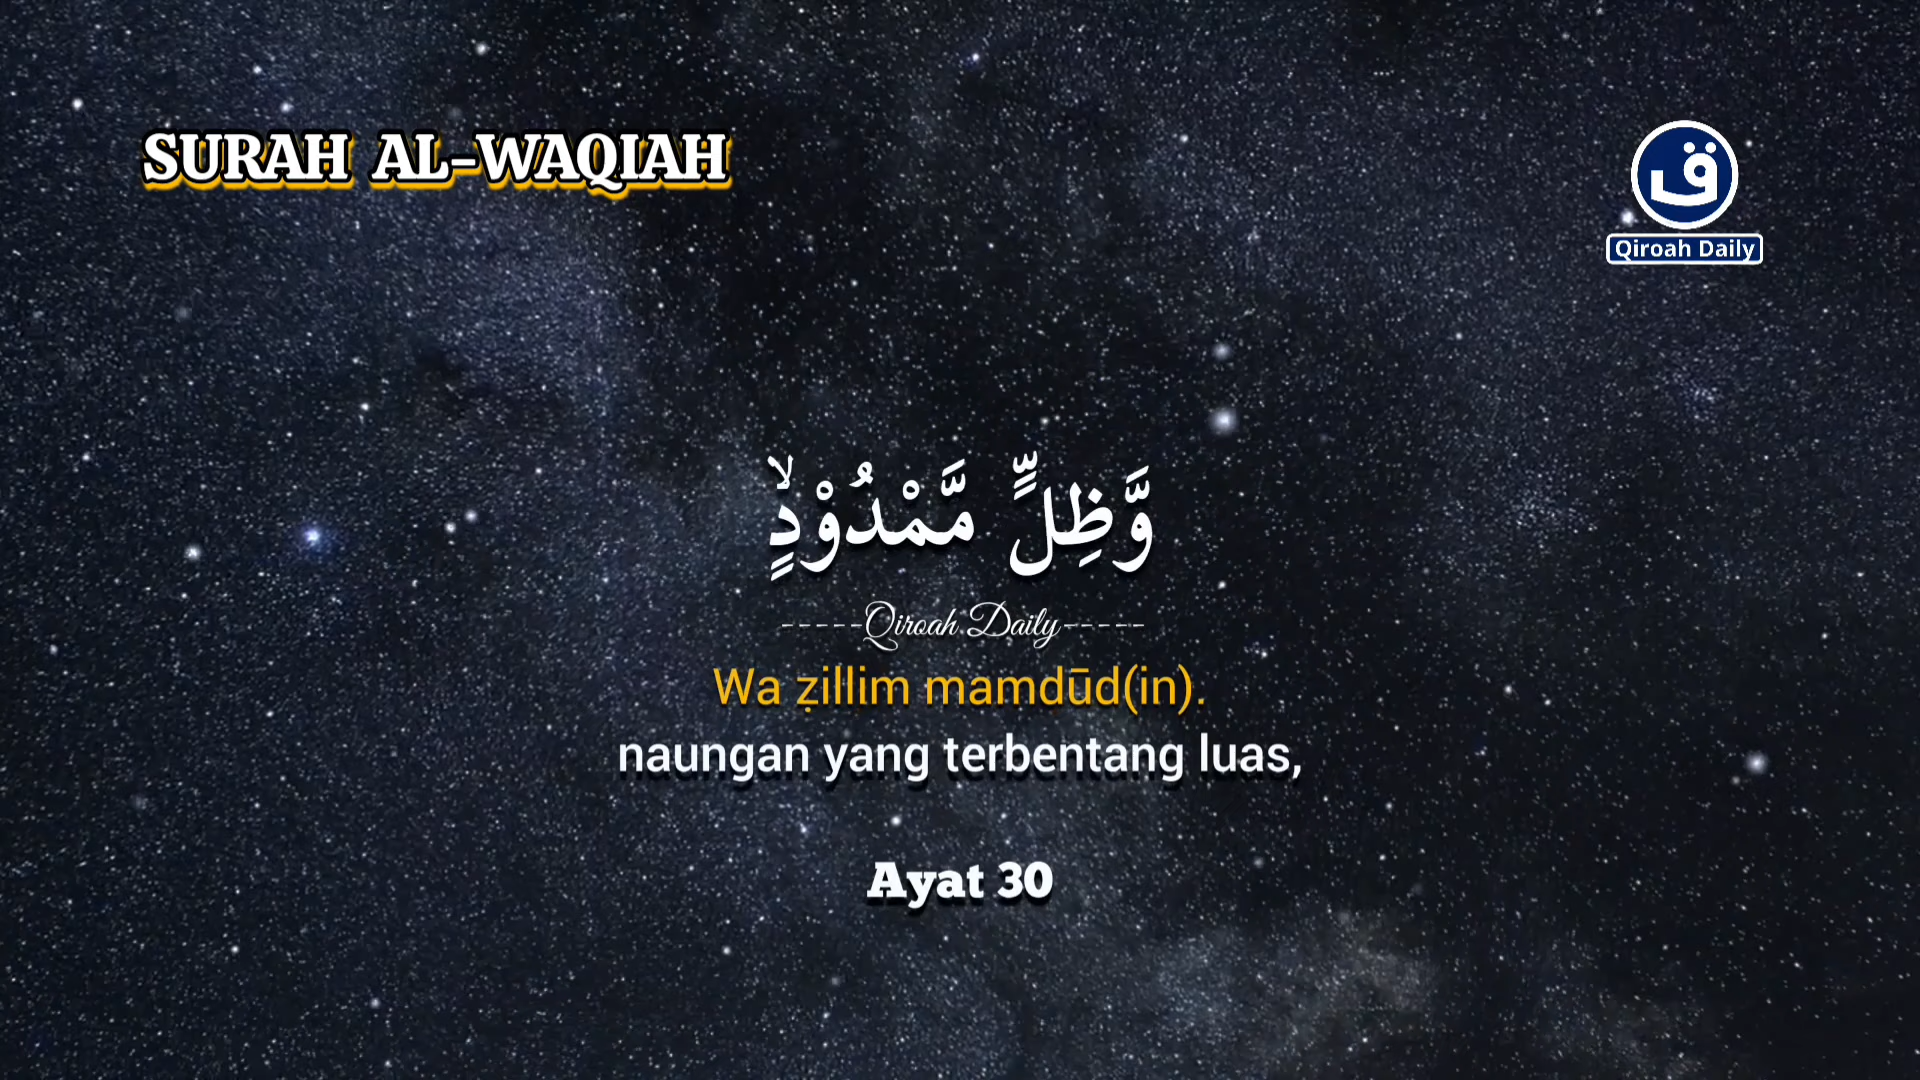 SURAH AL-WAQIAH
ق
Qiroah Daily
وَّظِلٍّ مَّمْدُوْدٍۙ
-----Qiroah Daily-----
Wa ẓillim mamdūd(in).
naungan yang terbentang luas,
Ayat 30